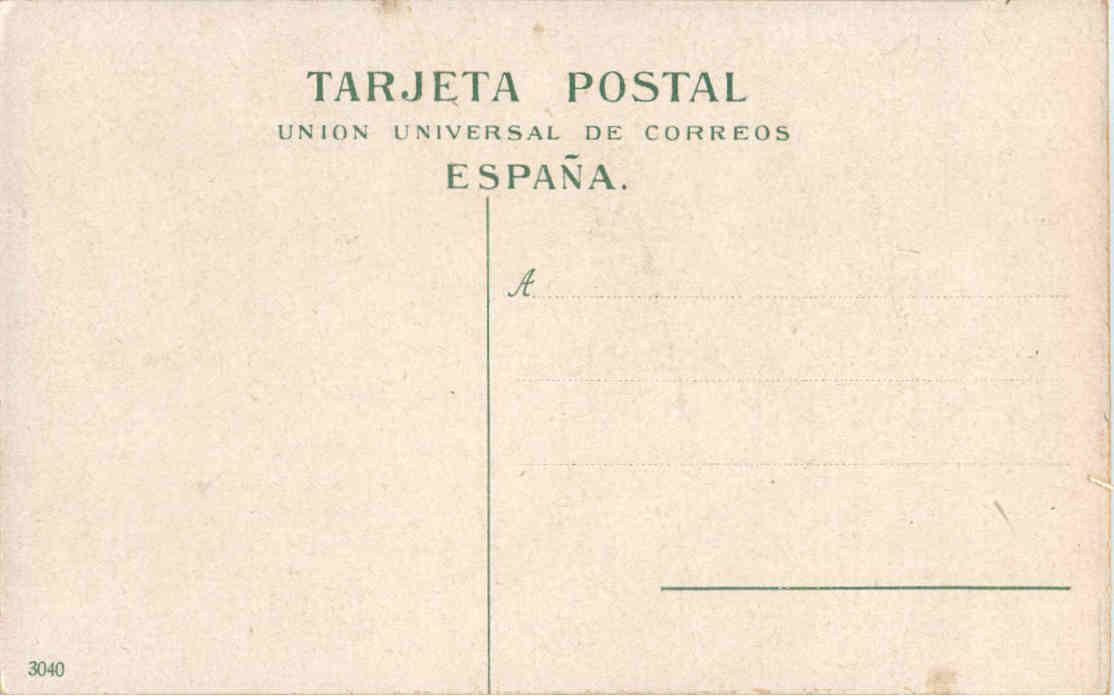 TARJETA POSTAL
UNION UNIVERSAL DE CORREOS
ESPAÑA.
A
3040